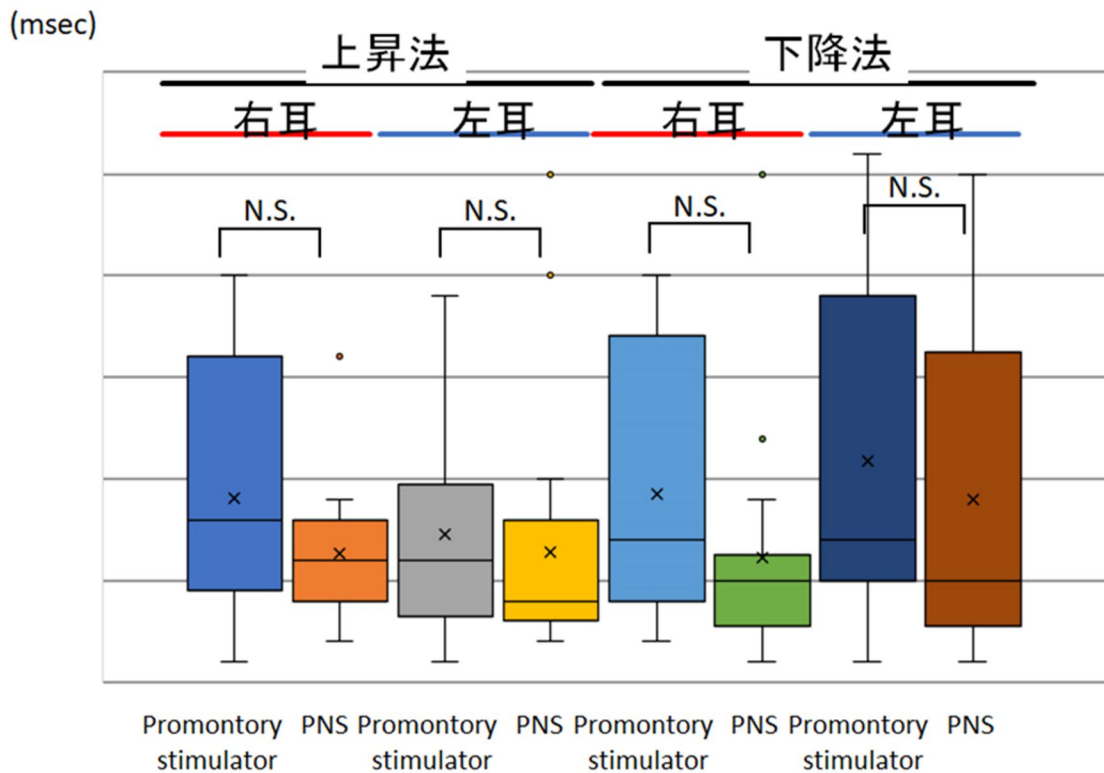 (msec)
上昇法 下降法
右耳 左耳 右耳 左耳
N.S. N.S. N.S. N.S.
Promontory PNS Promontory PNS Promontory PNS Promontory PNS
stimulator stimulator stimulator stimulator